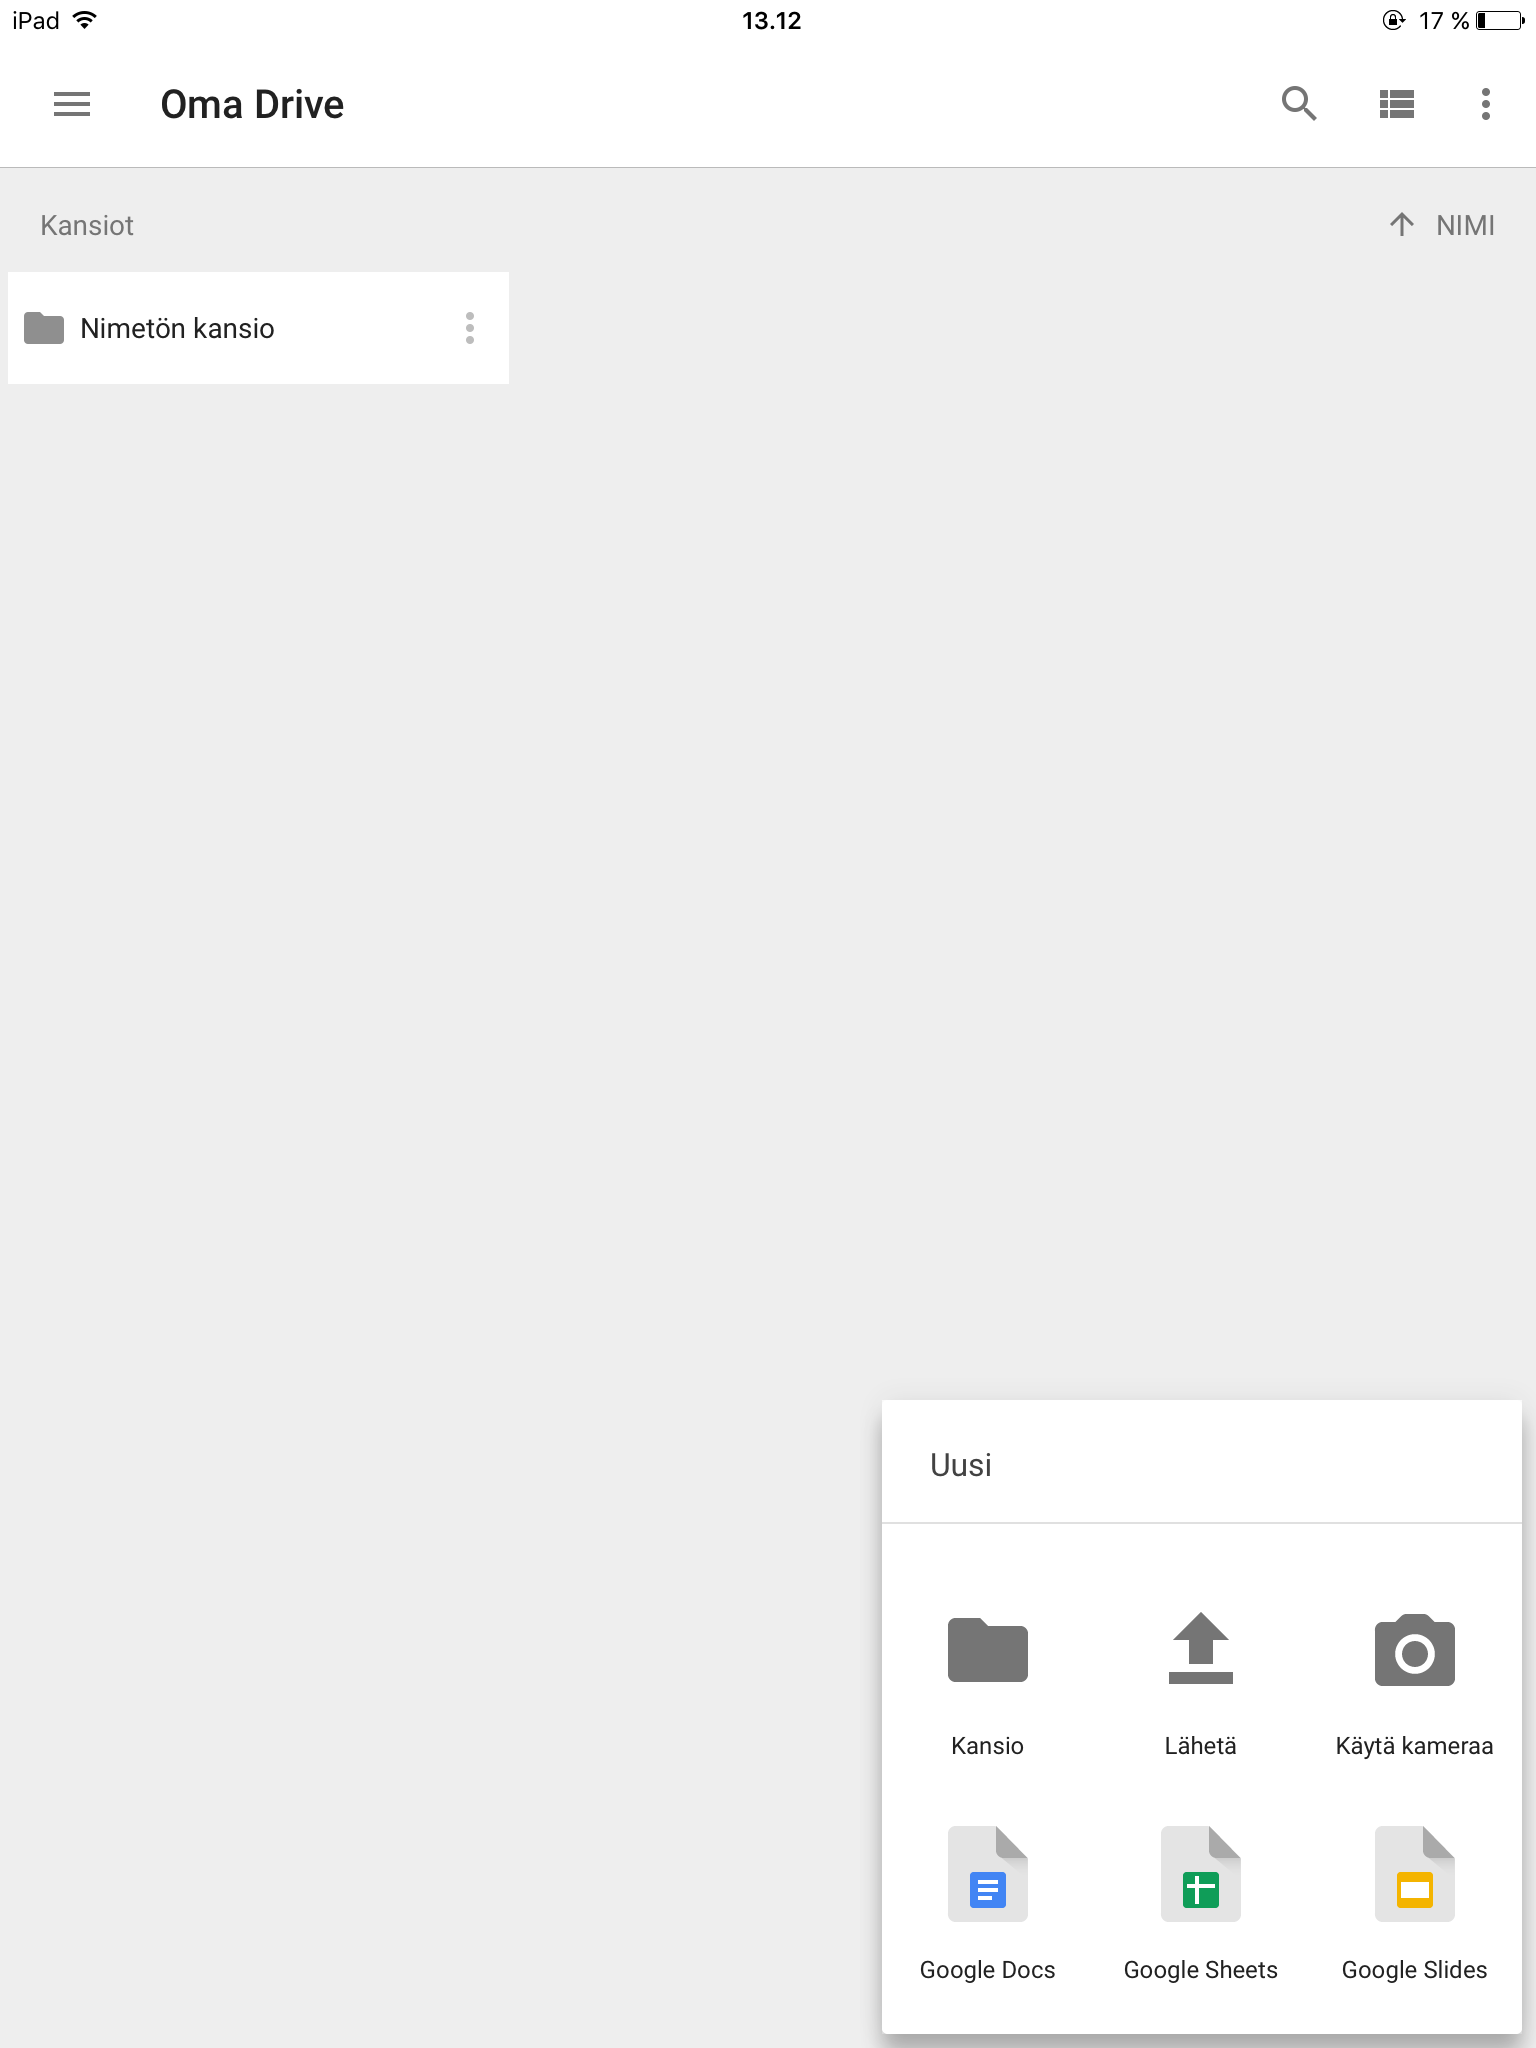 iPad 13.12 17 %
Oma Drive
Kansiot NIMI
Nimetön kansio
Uusi
Kansio Lähetä Käytä kameraa
Google Docs Google Sheets Google Slides